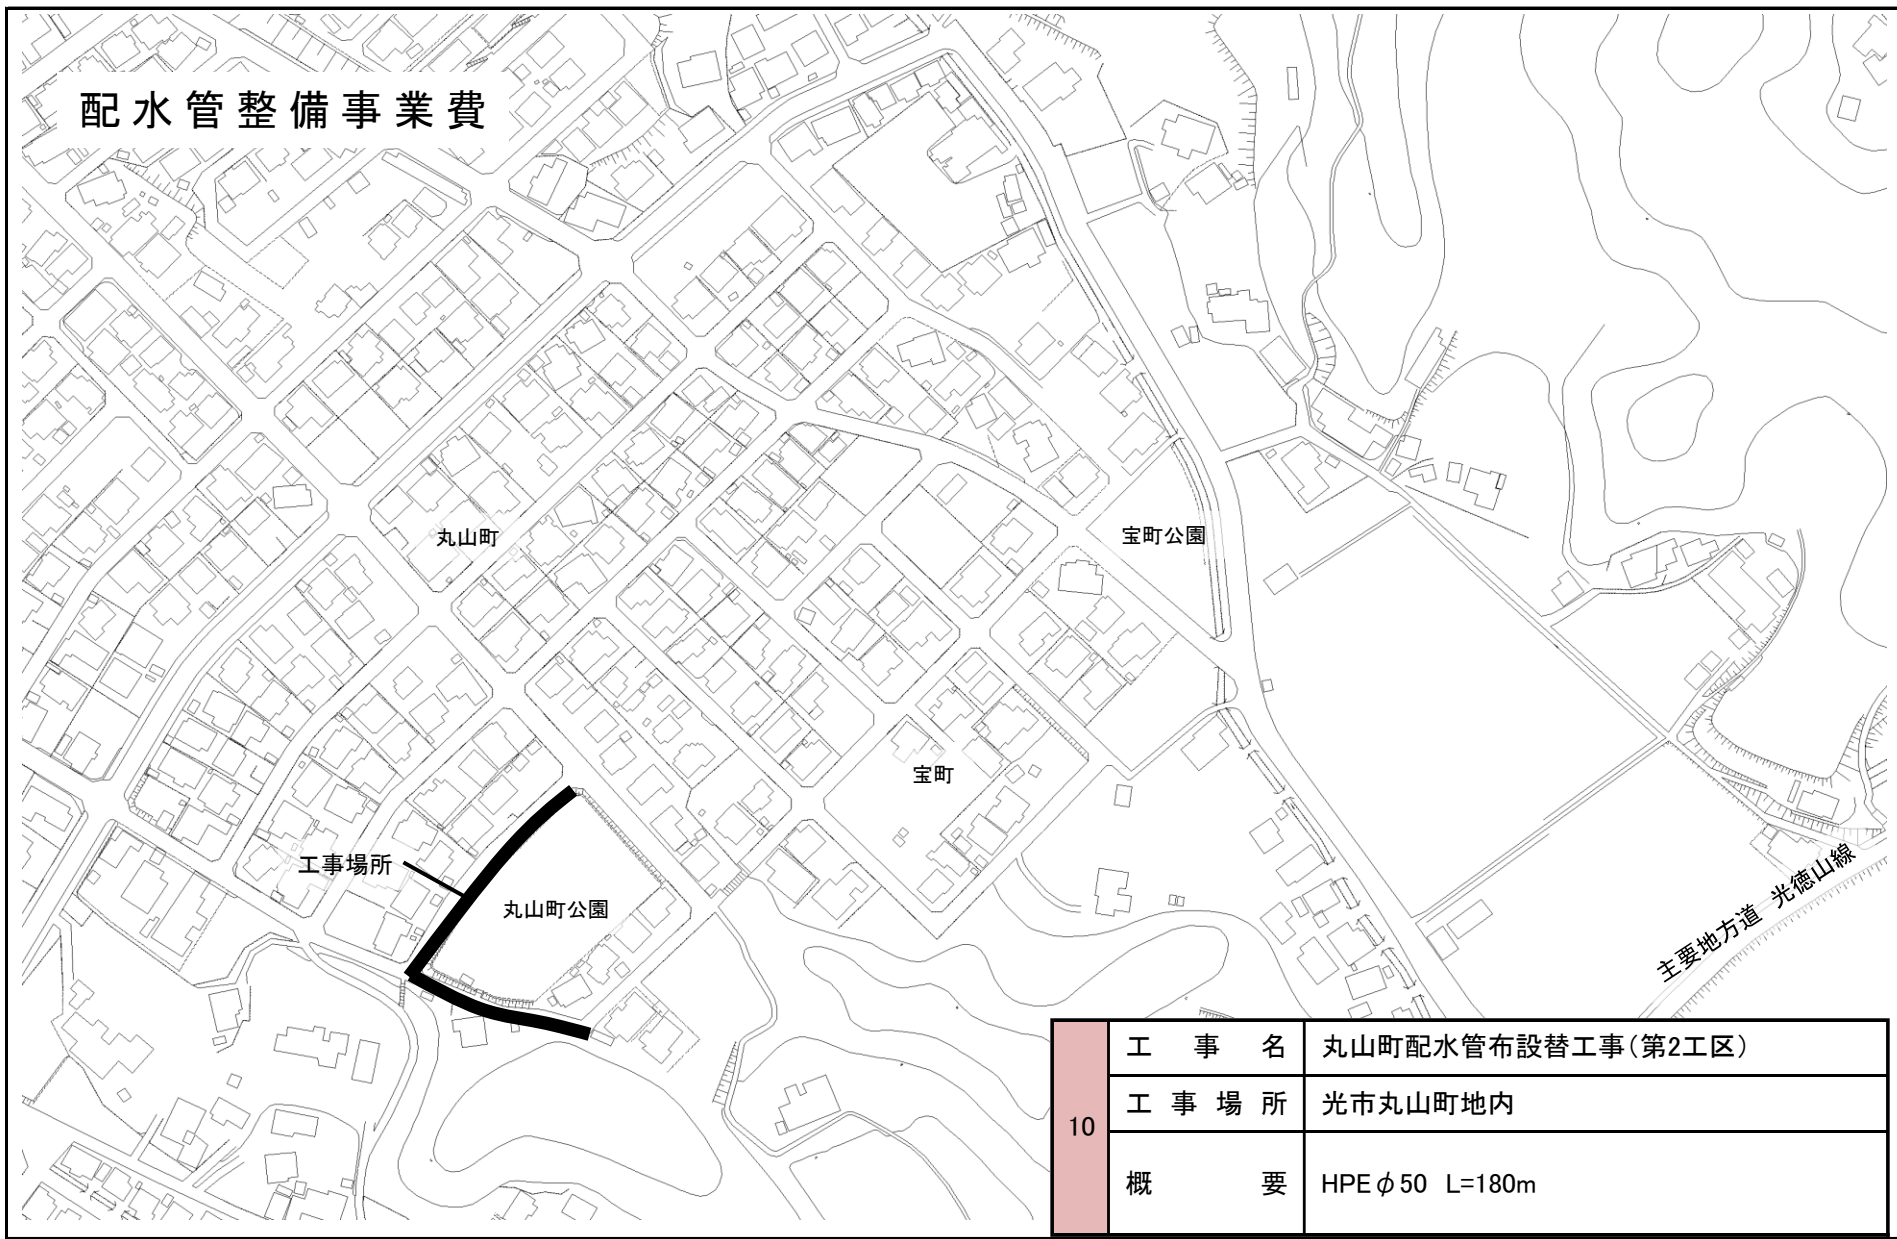 配水管整備事業費
丸山町
宝町公園
宝町
工事場所
丸山町公園
主要地方道 光徳山線
10
工事名 丸山町配水管布設替工事(第2工区)
工事場所 光市丸山町地内
概要 HPEφ50 L=180m